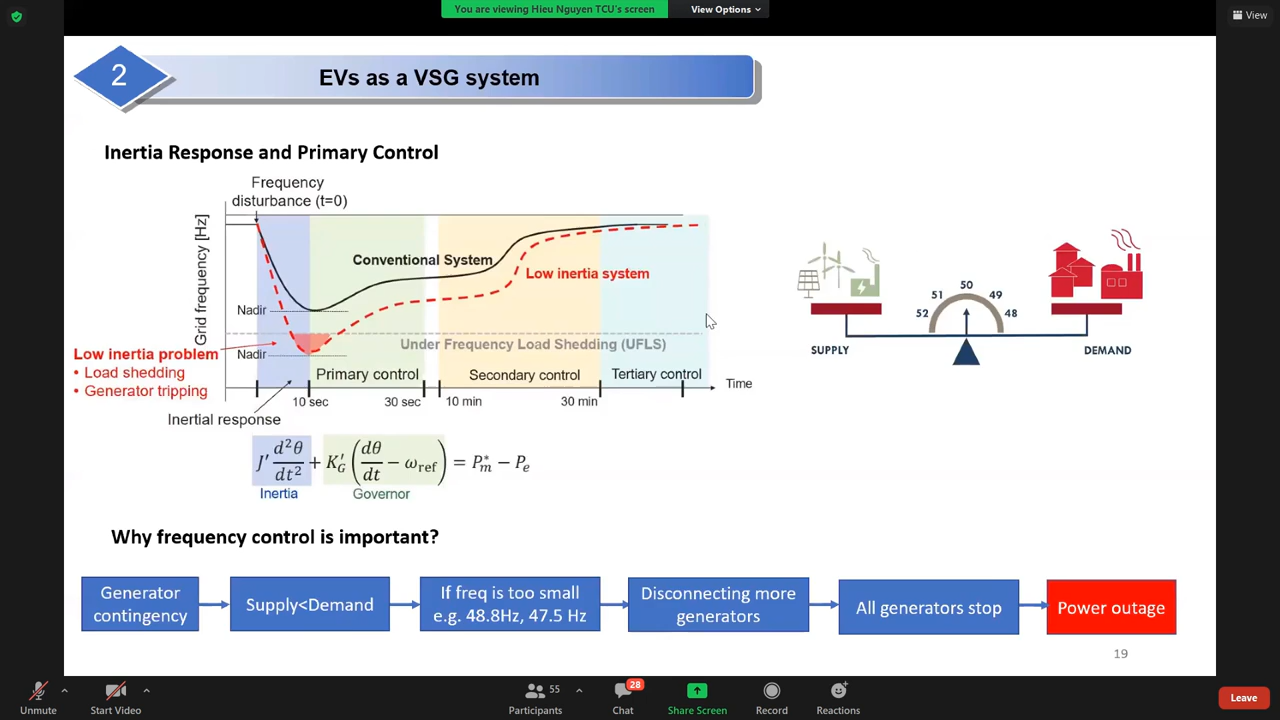 You are viewing Hieu Nguyen TCU's screen
View Options
View
2
EVs as a VSG system
Inertia Response and Primary Control
Frequency
disturbance (t=0)
Grid frequency [Hz]
Conventional System
Low inertia system
Nadir
Under Frequency Load Shedding (UFLS)
Nadir
Low inertia problem
• Load shedding
• Generator tripping
Primary control
Secondary control
Tertiary control
Time
10 sec
30 sec
10 min
30 min
Inertial response
J′ d²θ/dt² + K′_G (dθ/dt − ω_ref) = P*_m − P_e
Inertia
Governor
52
51
50
49
48
SUPPLY
DEMAND
Why frequency control is important?
Generator
contingency
Supply<Demand
If freq is too small
e.g. 48.8Hz, 47.5 Hz
Disconnecting more
generators
All generators stop
Power outage
19
Unmute
Start Video
55
Participants
28
Chat
Share Screen
Record
Reactions
Leave